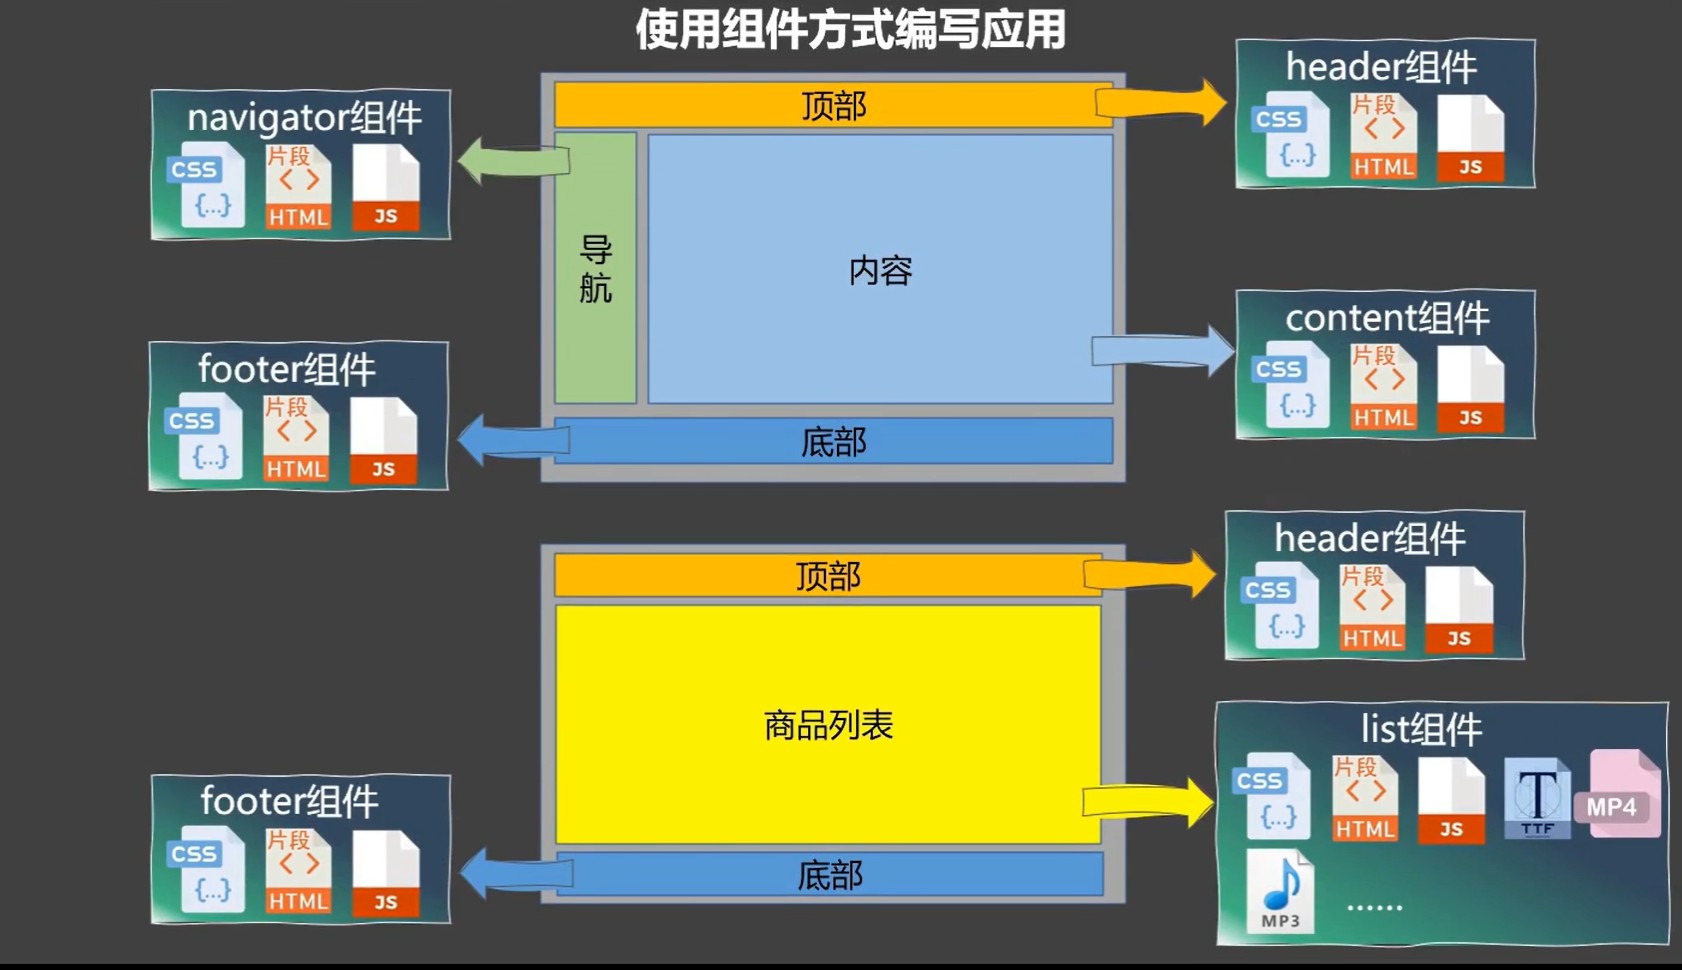 使用组件方式编写应用
navigator组件
CSS
{...}
片段
<>
HTML
JS
顶部
导
航
内容
底部
header组件
CSS
{...}
片段
<>
HTML
JS
footer组件
CSS
{...}
片段
<>
HTML
JS
content组件
CSS
{...}
片段
<>
HTML
JS
顶部
商品列表
底部
header组件
CSS
{...}
片段
<>
HTML
JS
footer组件
CSS
{...}
片段
<>
HTML
JS
list组件
CSS
{...}
片段
<>
HTML
JS
T
TTF
MP4
MP3
......